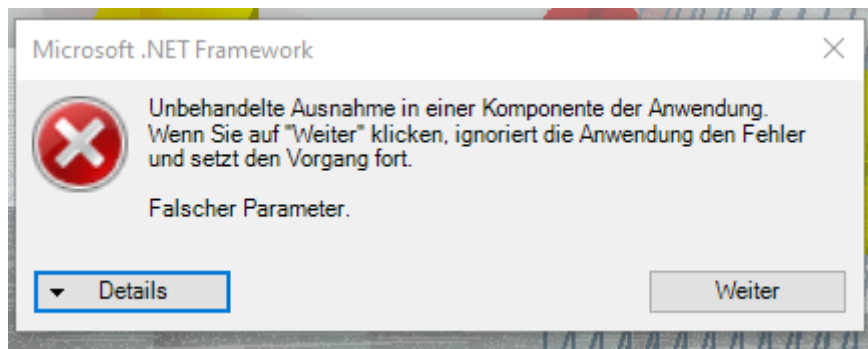 Microsoft .NET Framework
Unbehandelte Ausnahme in einer Komponente der Anwendung.
Wenn Sie auf "Weiter" klicken, ignoriert die Anwendung den Fehler
und setzt den Vorgang fort.
Falscher Parameter.
Details
Weiter